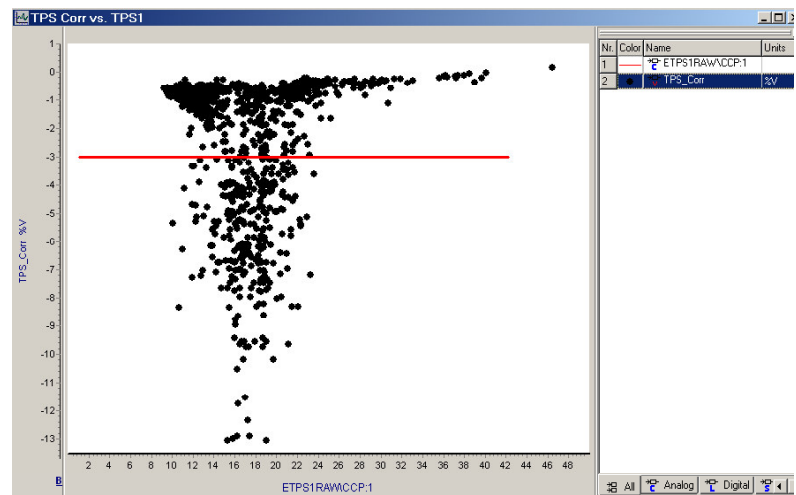 TPS Corr vs. TPS1
1
0
-1
-2
-3
-4
-5
-6
-7
-8
-9
-10
-11
-12
-13
TPS_Corr %V
2 4 6 8 10 12 14 16 18 20 22 24 26 28 30 32 34 36 38 40 42 44 46 48
B
ETPS1RAW\CCP:1
Nr. Color Name Units
1 C ETPS1RAW\CCP:1
2 TPS_Corr %V
All C Analog L Digital S